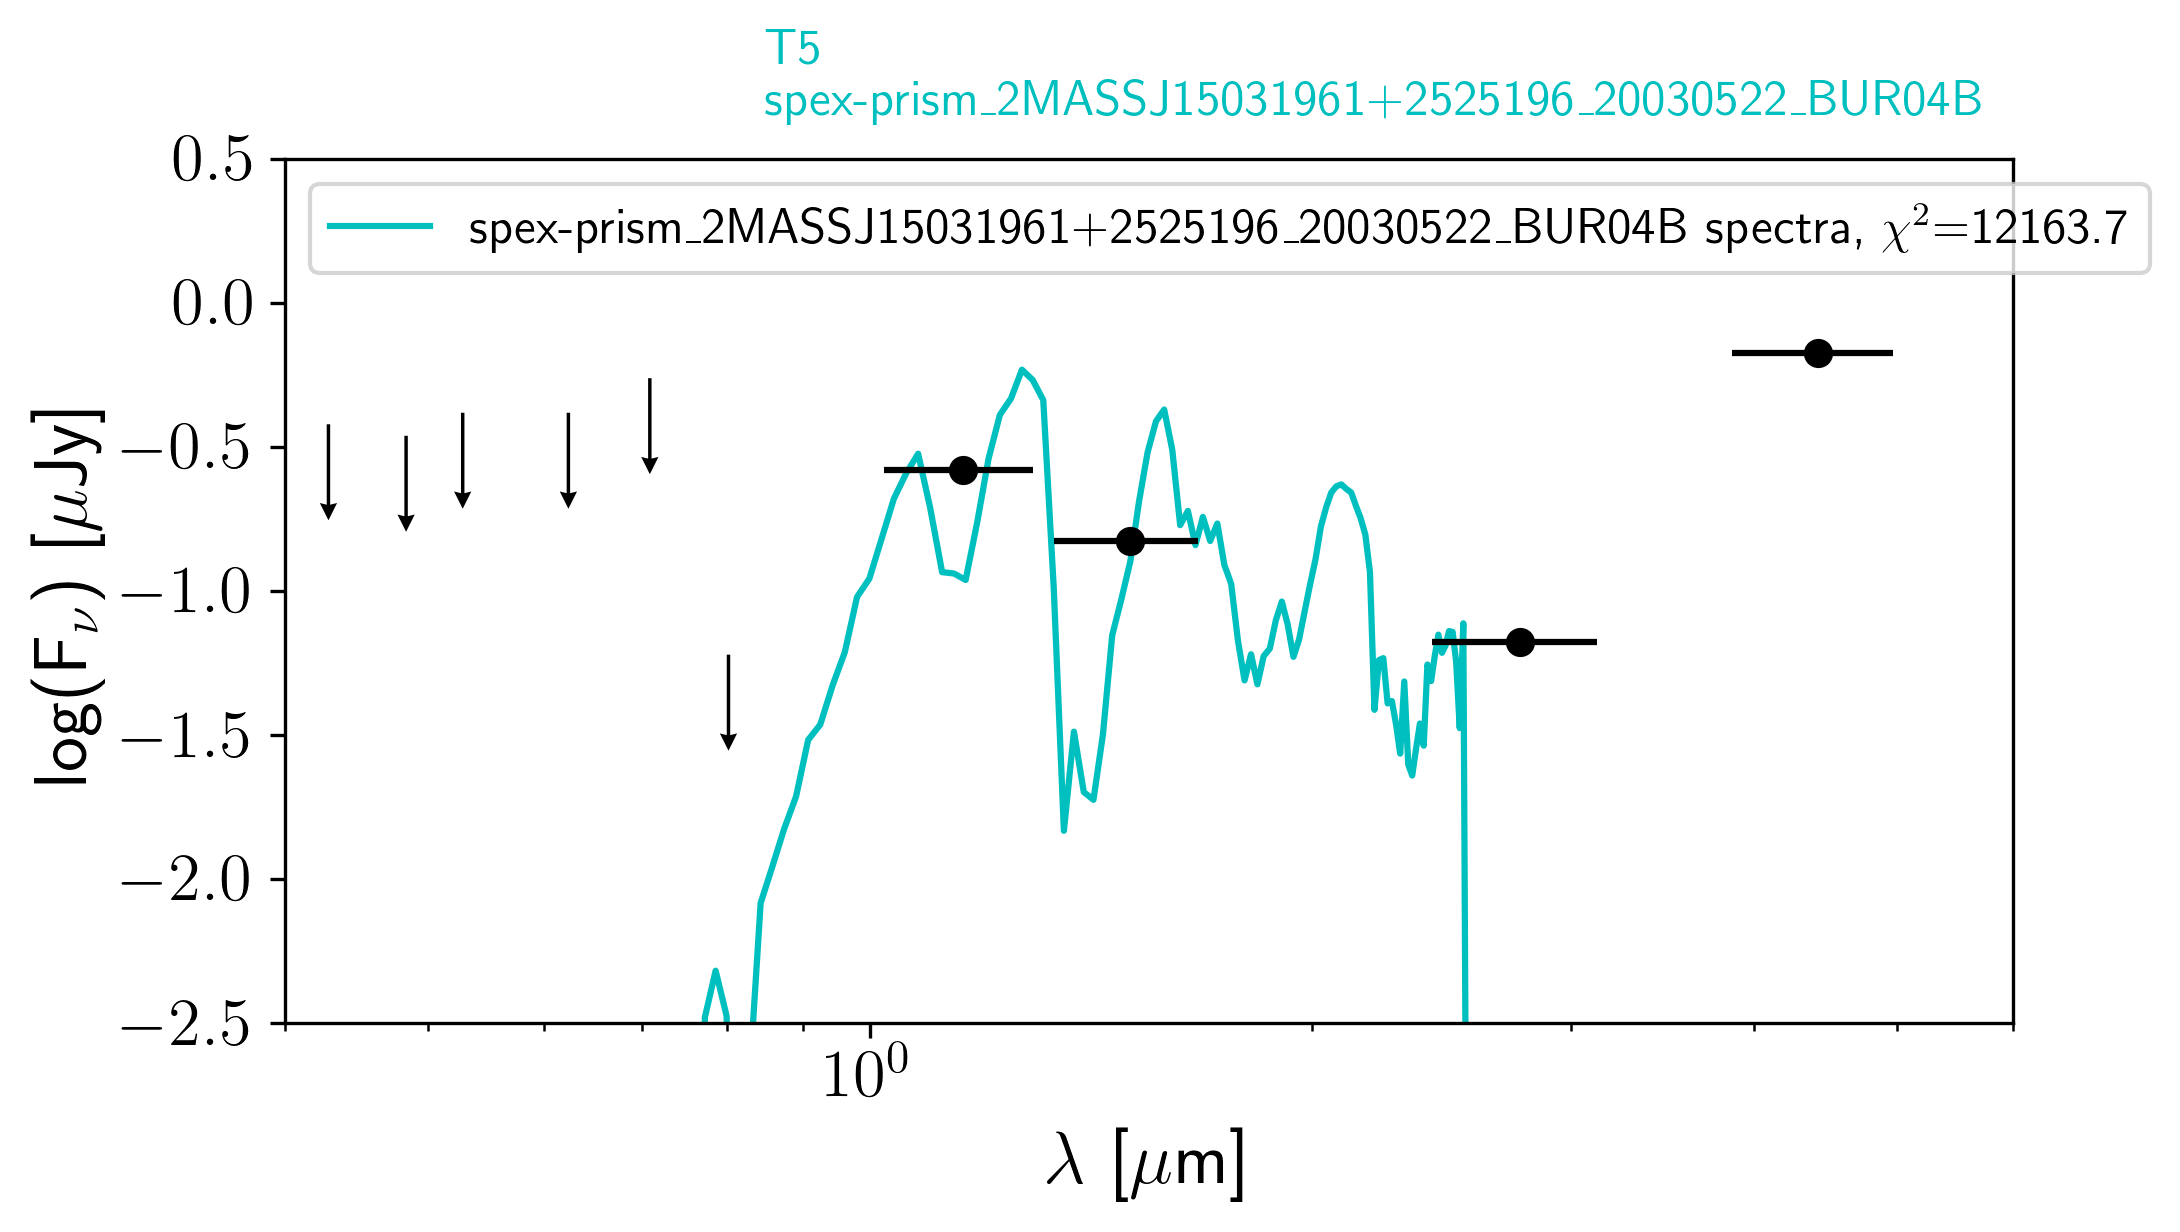 T5
spex-prism_2MASSJ15031961+2525196_20030522_BUR04B
spex-prism_2MASSJ15031961+2525196_20030522_BUR04B spectra, χ²=12163.7
0.5
0.0
−0.5
−1.0
−1.5
−2.0
−2.5
log(Fν) [μJy]
10⁰
λ [μm]